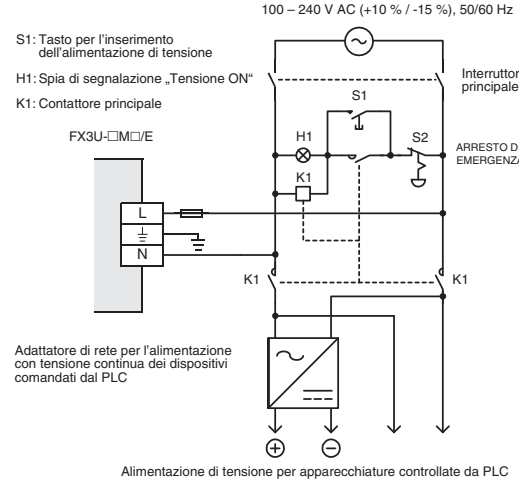 100 – 240 V AC (+10 % / -15 %), 50/60 Hz
S1: Tasto per l'inserimento
dell'alimentazione di tensione
H1: Spia di segnalazione „Tensione ON“
K1: Contattore principale
Interruttore
principale
S1
FX3U-□M□/E
H1
S2
ARRESTO DI
EMERGENZA
K1
L
N
K1
K1
Adattatore di rete per l'alimentazione
con tensione continua dei dispositivi
comandati dal PLC
Alimentazione di tensione per apparecchiature controllate da PLC